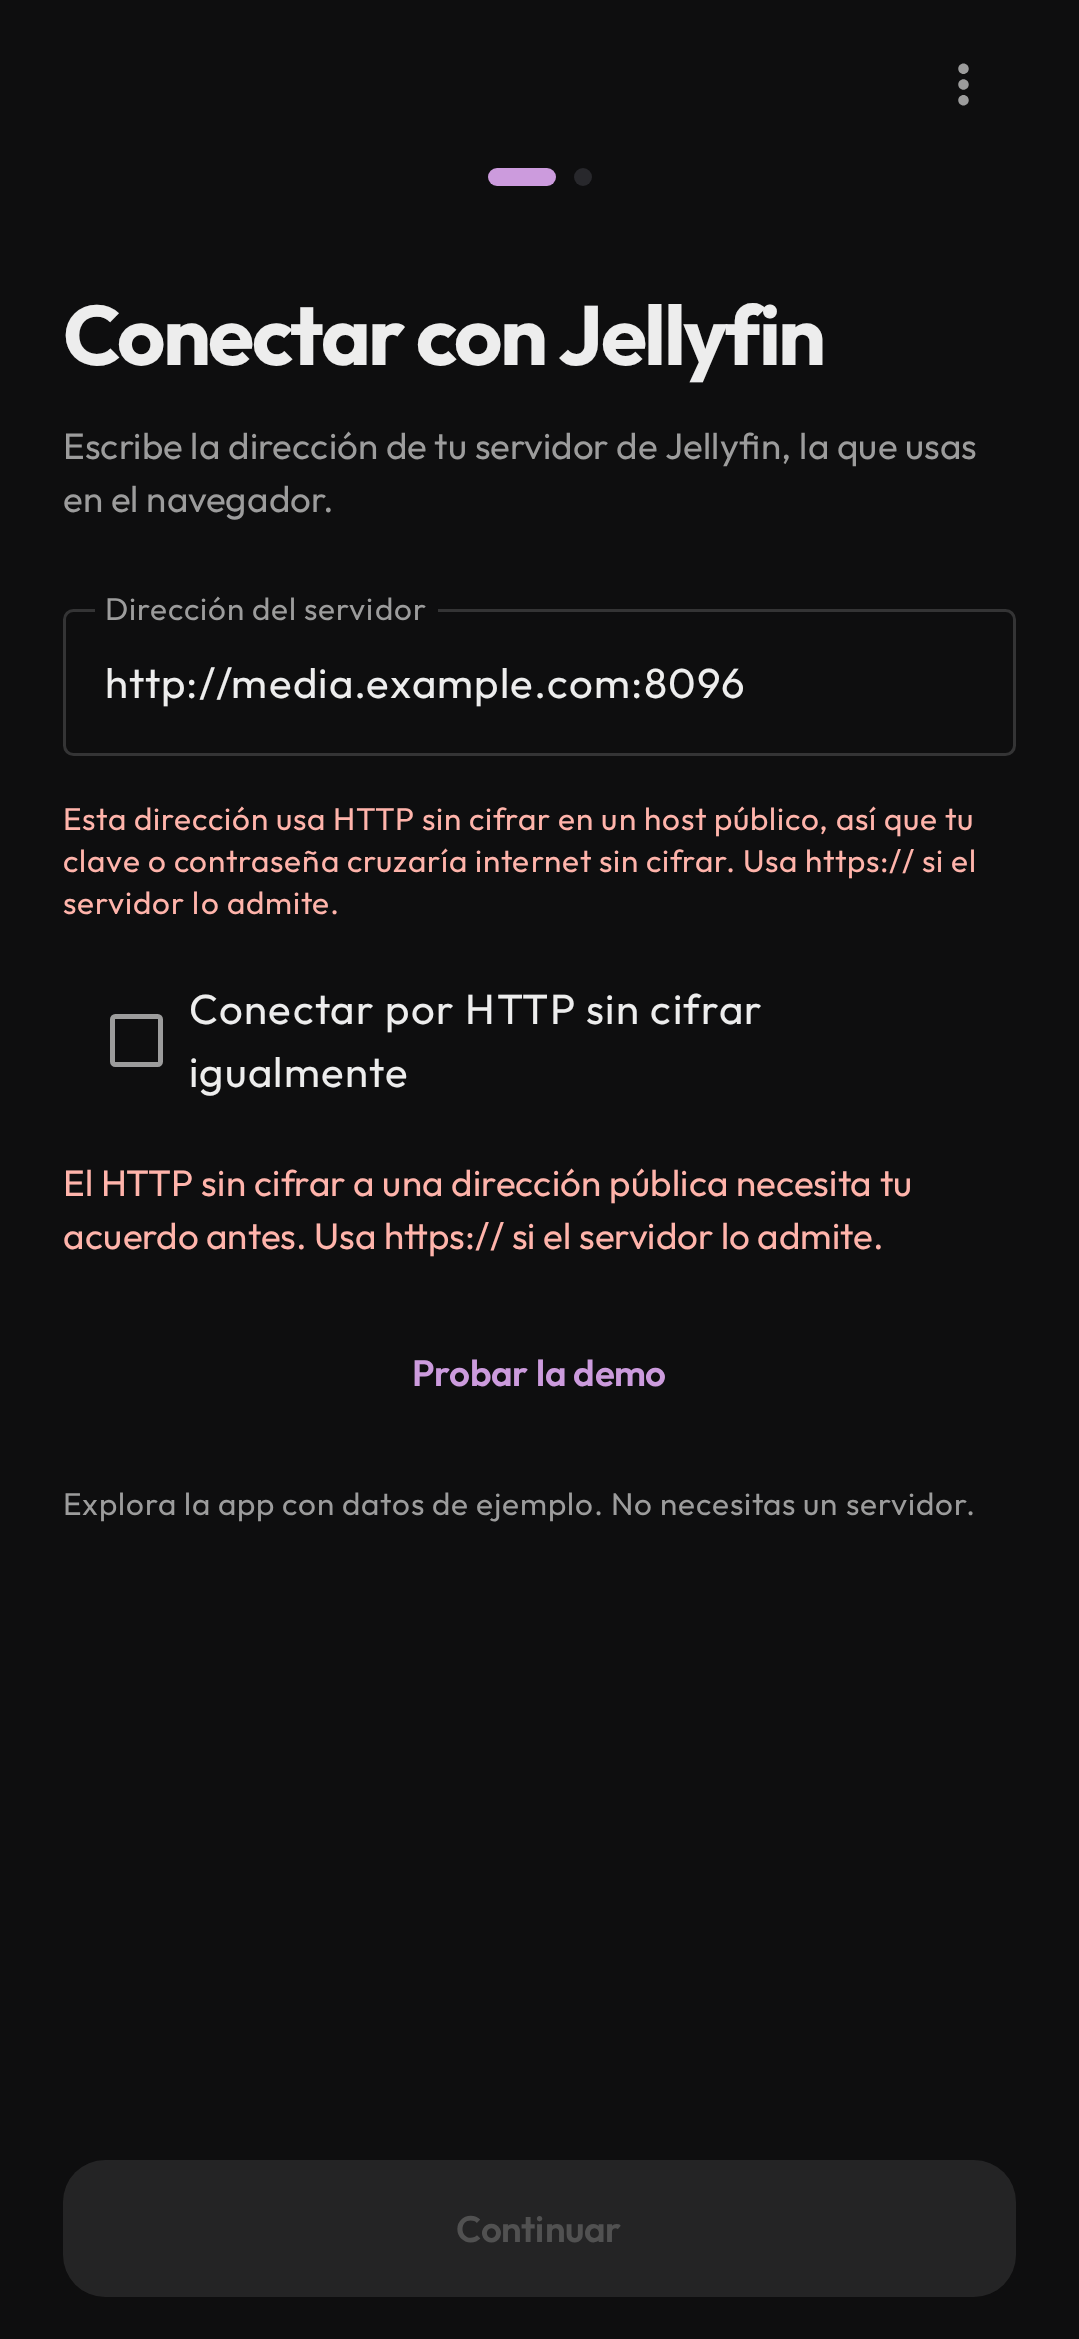 Conectar con Jellyfin
Escribe la dirección de tu servidor de Jellyfin, la que usas
en el navegador.
Dirección del servidor
http://media.example.com:8096
Esta dirección usa HTTP sin cifrar en un host público, así que tu
clave o contraseña cruzaría internet sin cifrar. Usa https:// si el
servidor lo admite.
Conectar por HTTP sin cifrar
igualmente
El HTTP sin cifrar a una dirección pública necesita tu
acuerdo antes. Usa https:// si el servidor lo admite.
Probar la demo
Explora la app con datos de ejemplo. No necesitas un servidor.
Continuar